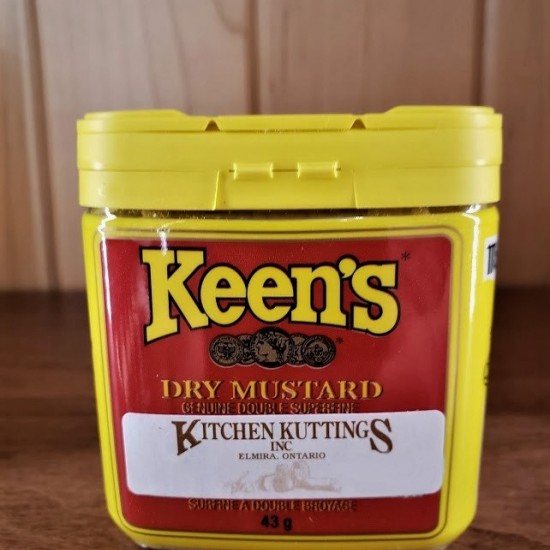 Keen's*
*
DRY MUSTARD
GENUINE DOUBLE SUPERFINE
KITCHEN KUTTINGS
INC
ELMIRA, ONTARIO
SURFINE A DOUBLE BROYAGE
43 g